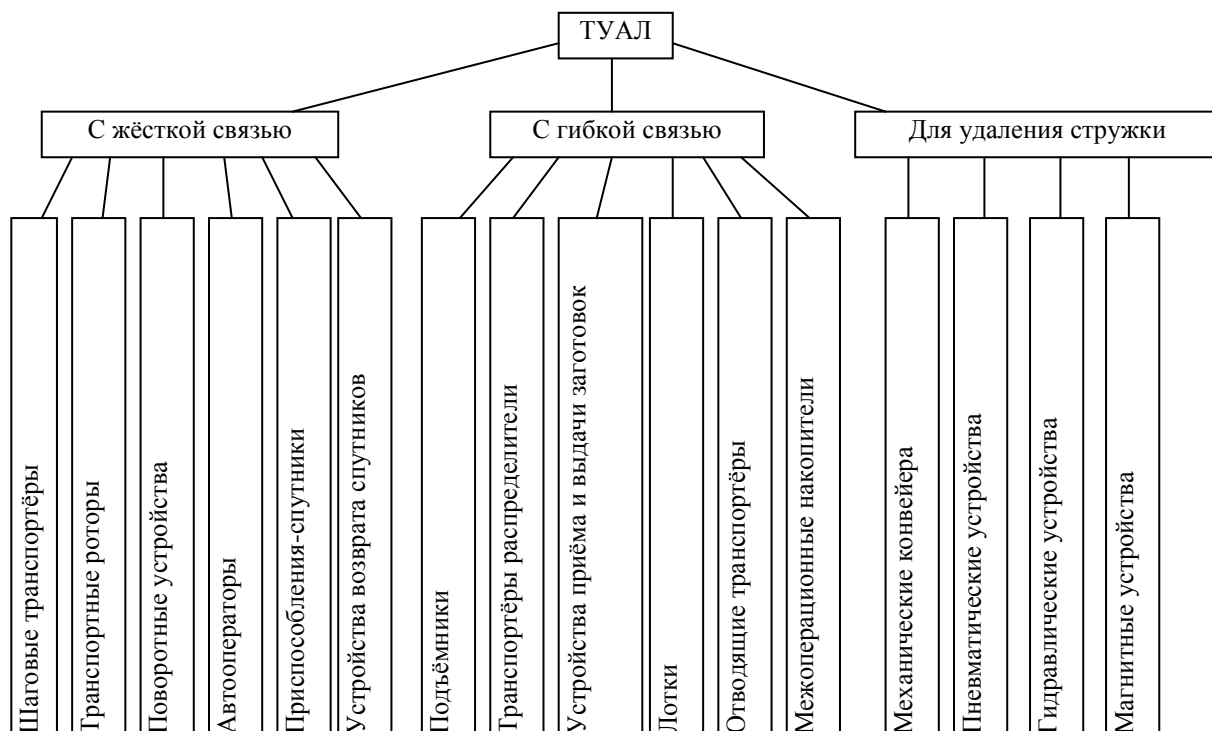 ТУАЛ
С жёсткой связью
С гибкой связью
Для удаления стружки
Шаговые транспортёры
Транспортные роторы
Поворотные устройства
Автооператоры
Приспособления-спутники
Устройства возврата спутников
Подъёмники
Транспортёры распределители
Устройства приёма и выдачи заготовок
Лотки
Отводящие транспортёры
Межоперационные накопители
Механические конвейера
Пневматические устройства
Гидравлические устройства
Магнитные устройства